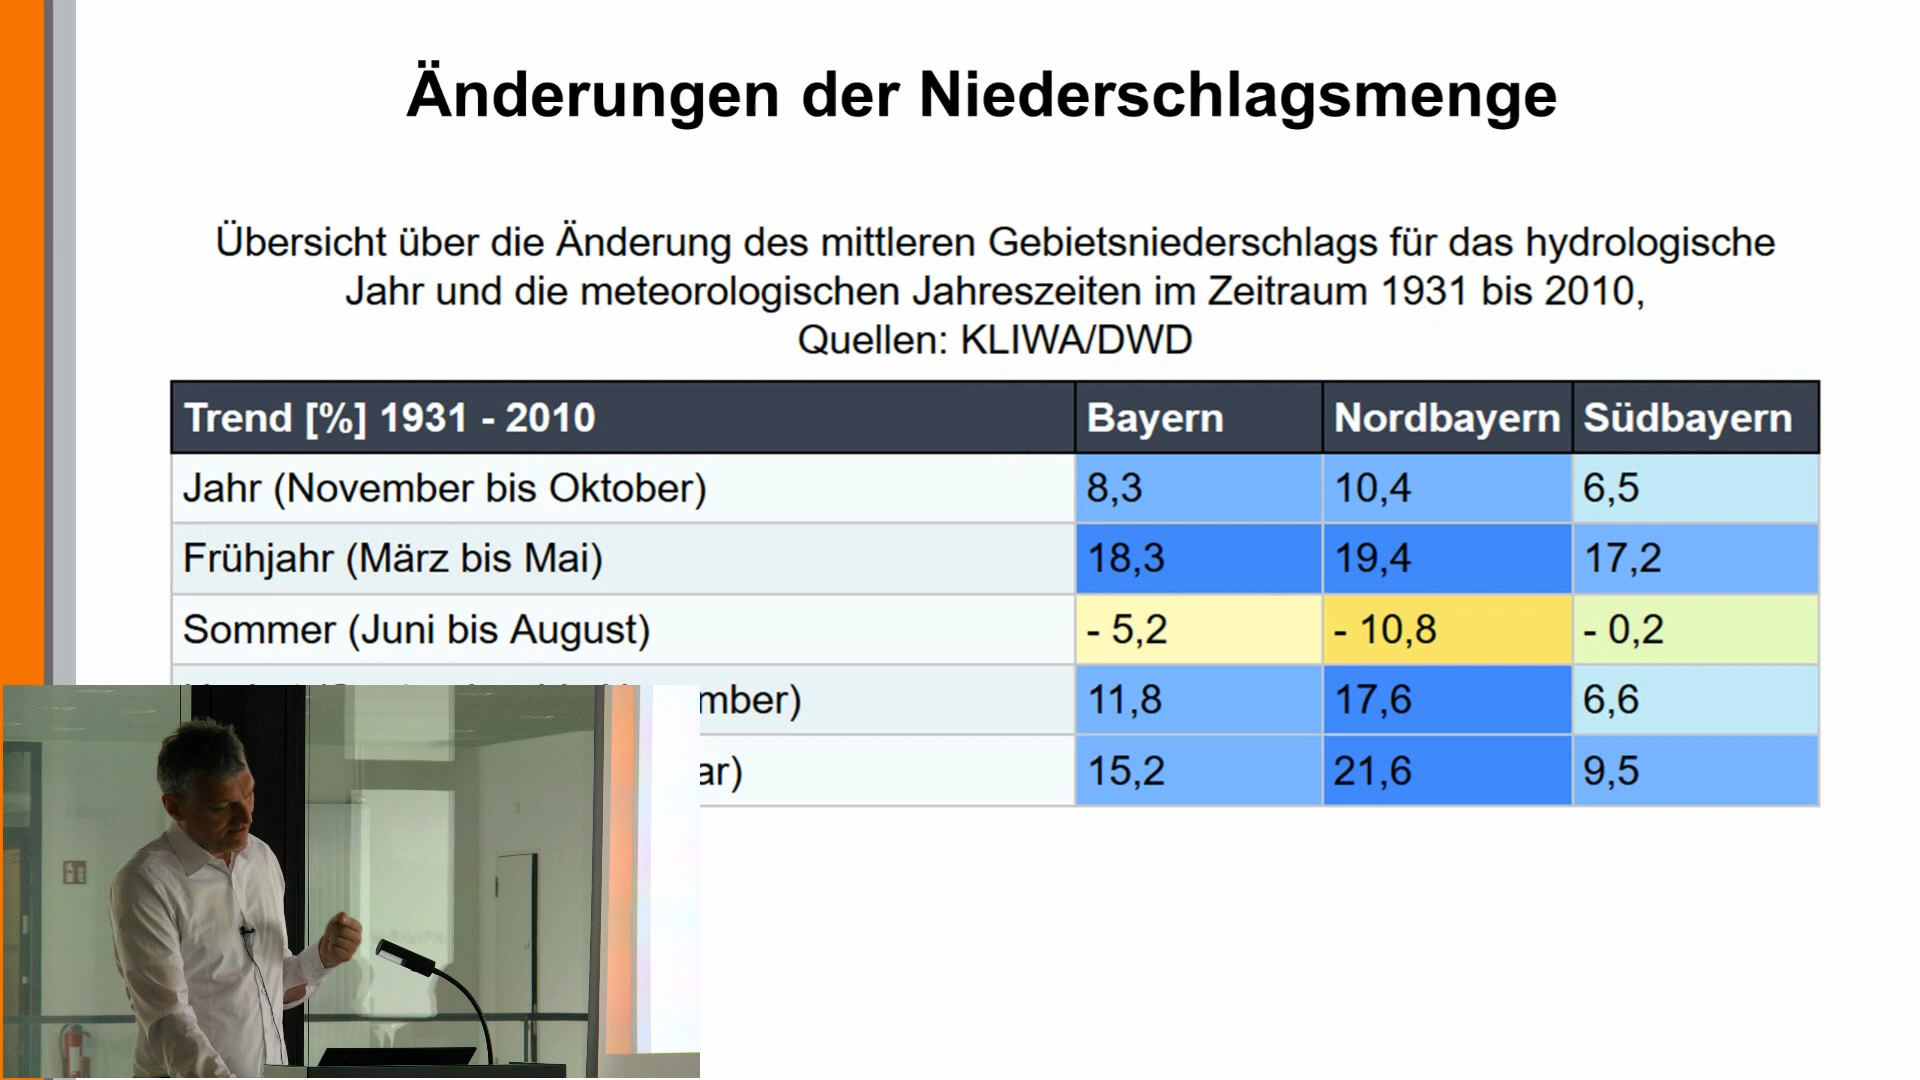 Änderungen der Niederschlagsmenge
Übersicht über die Änderung des mittleren Gebietsniederschlags für das hydrologische
Jahr und die meteorologischen Jahreszeiten im Zeitraum 1931 bis 2010,
Quellen: KLIWA/DWD
Trend [%] 1931 - 2010 Bayern Nordbayern Südbayern
Jahr (November bis Oktober) 8,3 10,4 6,5
Frühjahr (März bis Mai) 18,3 19,4 17,2
Sommer (Juni bis August) - 5,2 - 10,8 - 0,2
mber) 11,8 17,6 6,6
ar) 15,2 21,6 9,5